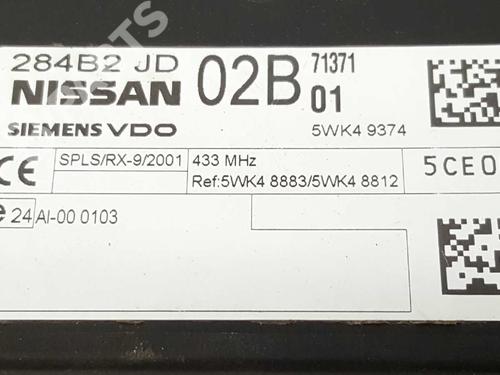 PARTS
284B2 JD 02B 71371
01
NISSAN
SIEMENS VDO 5WK4 9374
CE SPLS/RX-9/2001 433 MHz 5CE0
Ref:5WK4 8883/5WK4 8812
e 24 AI-00 0103